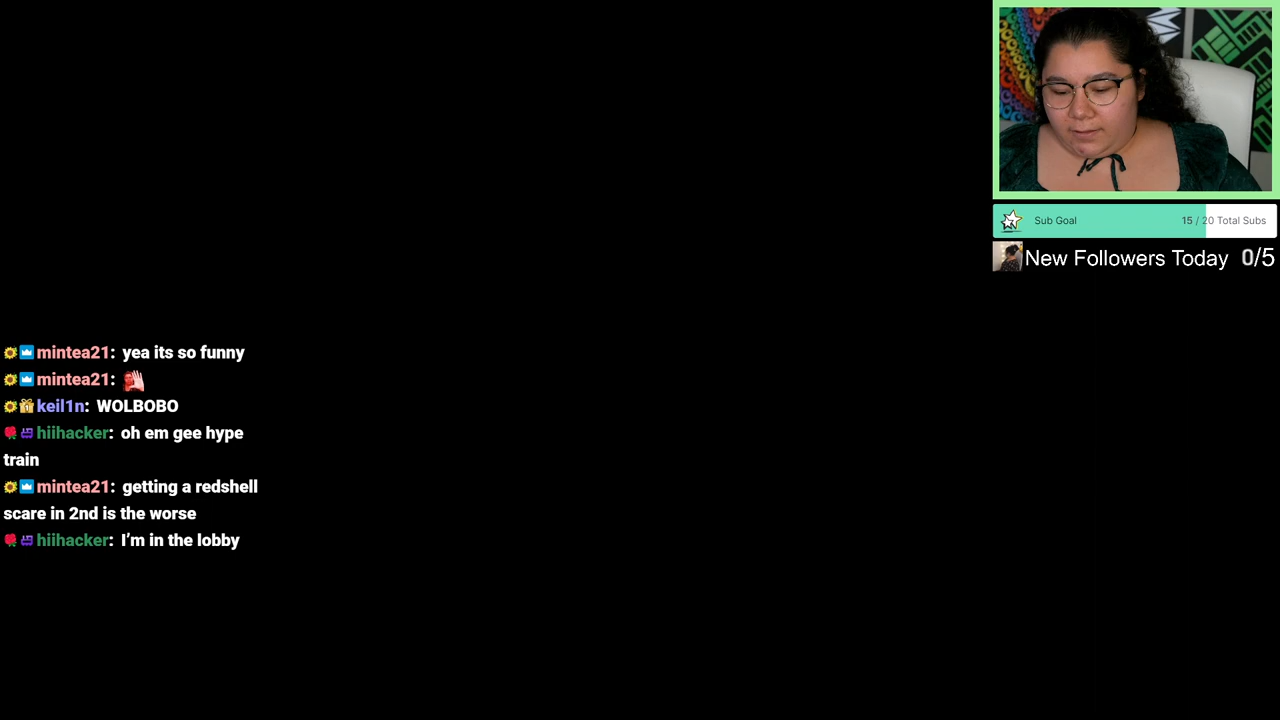 Sub Goal 15 / 20 Total Subs
New Followers Today 0/5
mintea21: yea its so funny
mintea21:
keil1n: WOLBOBO
hiihacker: oh em gee hype
train
mintea21: getting a redshell
scare in 2nd is the worse
hiihacker: I'm in the lobby